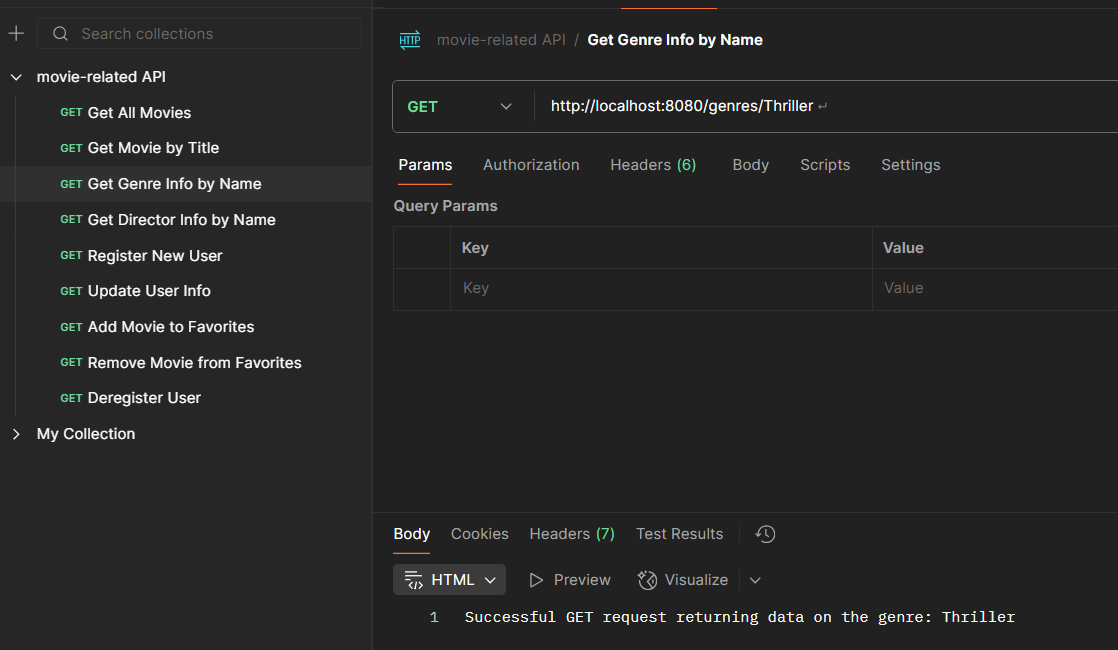 Search collections
movie-related API
GET Get All Movies
GET Get Movie by Title
GET Get Genre Info by Name
GET Get Director Info by Name
GET Register New User
GET Update User Info
GET Add Movie to Favorites
GET Remove Movie from Favorites
GET Deregister User
My Collection
HTTP movie-related API / Get Genre Info by Name
GET http://localhost:8080/genres/Thriller
Params Authorization Headers (6) Body Scripts Settings
Query Params
Key Value
Key Value
Body Cookies Headers (7) Test Results
HTML Preview Visualize
1 Successful GET request returning data on the genre: Thriller